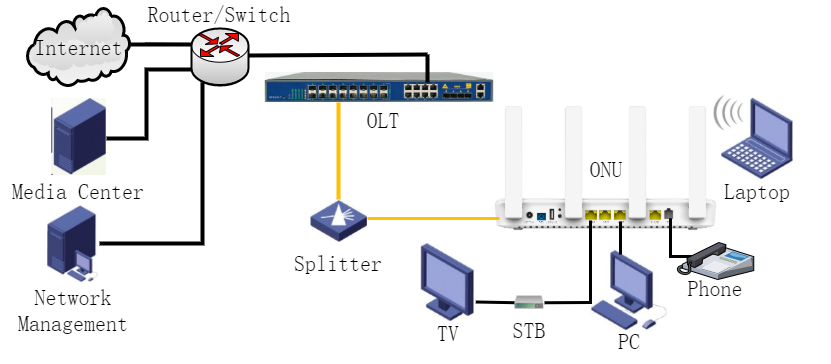 Router/Switch
Internet
OLT
ONU
Media Center
Laptop
Splitter
Network
Management
Phone
TV
STB
PC